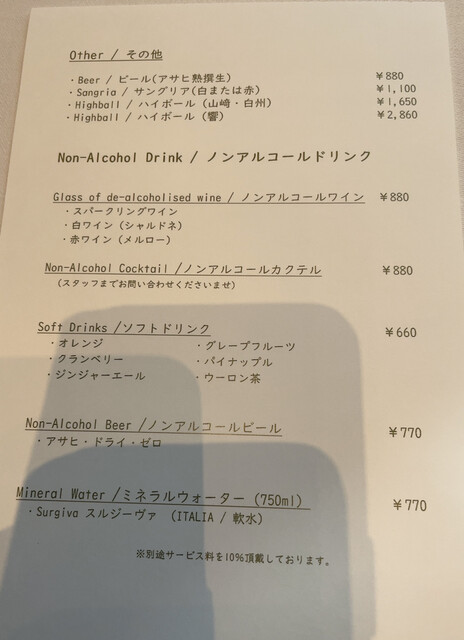 Other / その他
・Beer / ビール(アサヒ熟撰生) ¥880
・Sangria / サングリア(白または赤) ¥1,100
・Highball / ハイボール (山崎・白州) ¥1,650
・Highball / ハイボール (響) ¥2,860
Non-Alcohol Drink / ノンアルコールドリンク
Glass of de-alcoholised wine / ノンアルコールワイン ¥880
・スパークリングワイン
・白ワイン (シャルドネ)
・赤ワイン (メルロー)
Non-Alcohol Cocktail /ノンアルコールカクテル ¥880
(スタッフまでお問い合わせくださいませ)
Soft Drinks /ソフトドリンク ¥660
・オレンジ ・グレープフルーツ
・クランベリー ・パイナップル
・ジンジャーエール ・ウーロン茶
Non-Alcohol Beer /ノンアルコールビール ¥770
・アサヒ・ドライ・ゼロ
Mineral Water /ミネラルウォーター (750ml) ¥770
・Surgiva スルジーヴァ (ITALIA / 軟水)
※別途サービス料を10%頂戴しております。